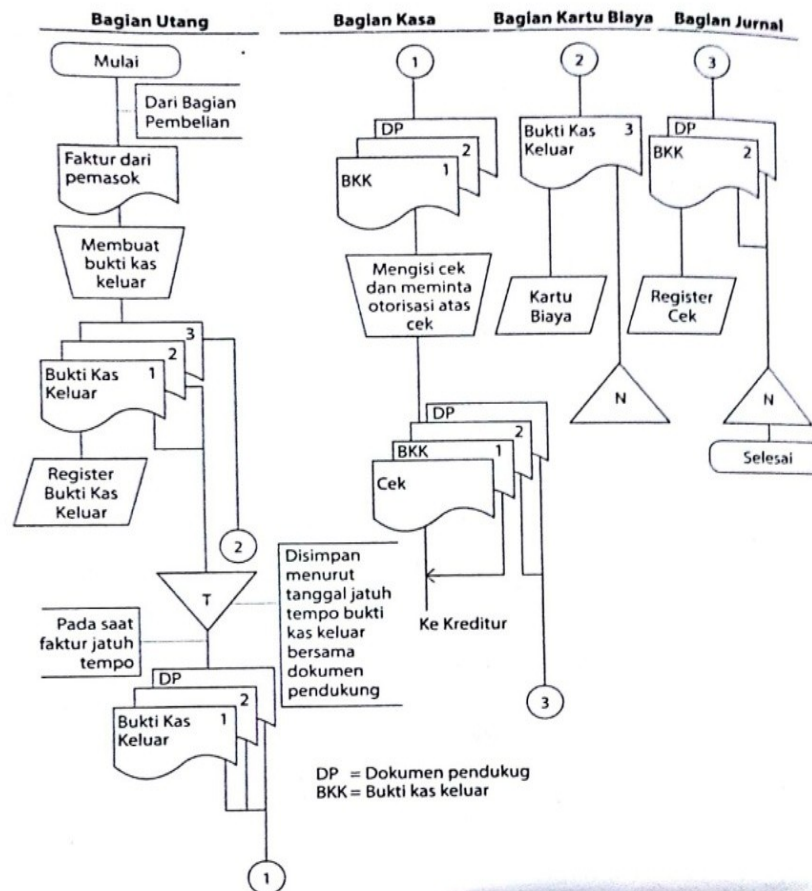 Bagian Utang
Mulai
Dari Bagian
Pembelian
Faktur dari
pemasok
Membuat
bukti kas
keluar
3
2
Bukti Kas 1
Keluar
Register
Bukti Kas
Keluar
2
T
Disimpan
menurut
tanggal jatuh
tempo bukti
kas keluar
bersama
dokumen
pendukung
Pada saat
faktur jatuh
tempo
DP
2
Bukti Kas 1
Keluar
1
Bagian Kasa
1
DP
2
BKK 1
Mengisi cek
dan meminta
otorisasi atas
cek
DP
2
BKK 1
Cek
Ke Kreditur
3
Bagian Kartu Biaya
2
Bukti Kas 3
Keluar
Kartu
Biaya
N
Bagian Jurnal
3
DP
BKK 2
Register
Cek
N
Selesai
DP = Dokumen pendukug
BKK = Bukti kas keluar